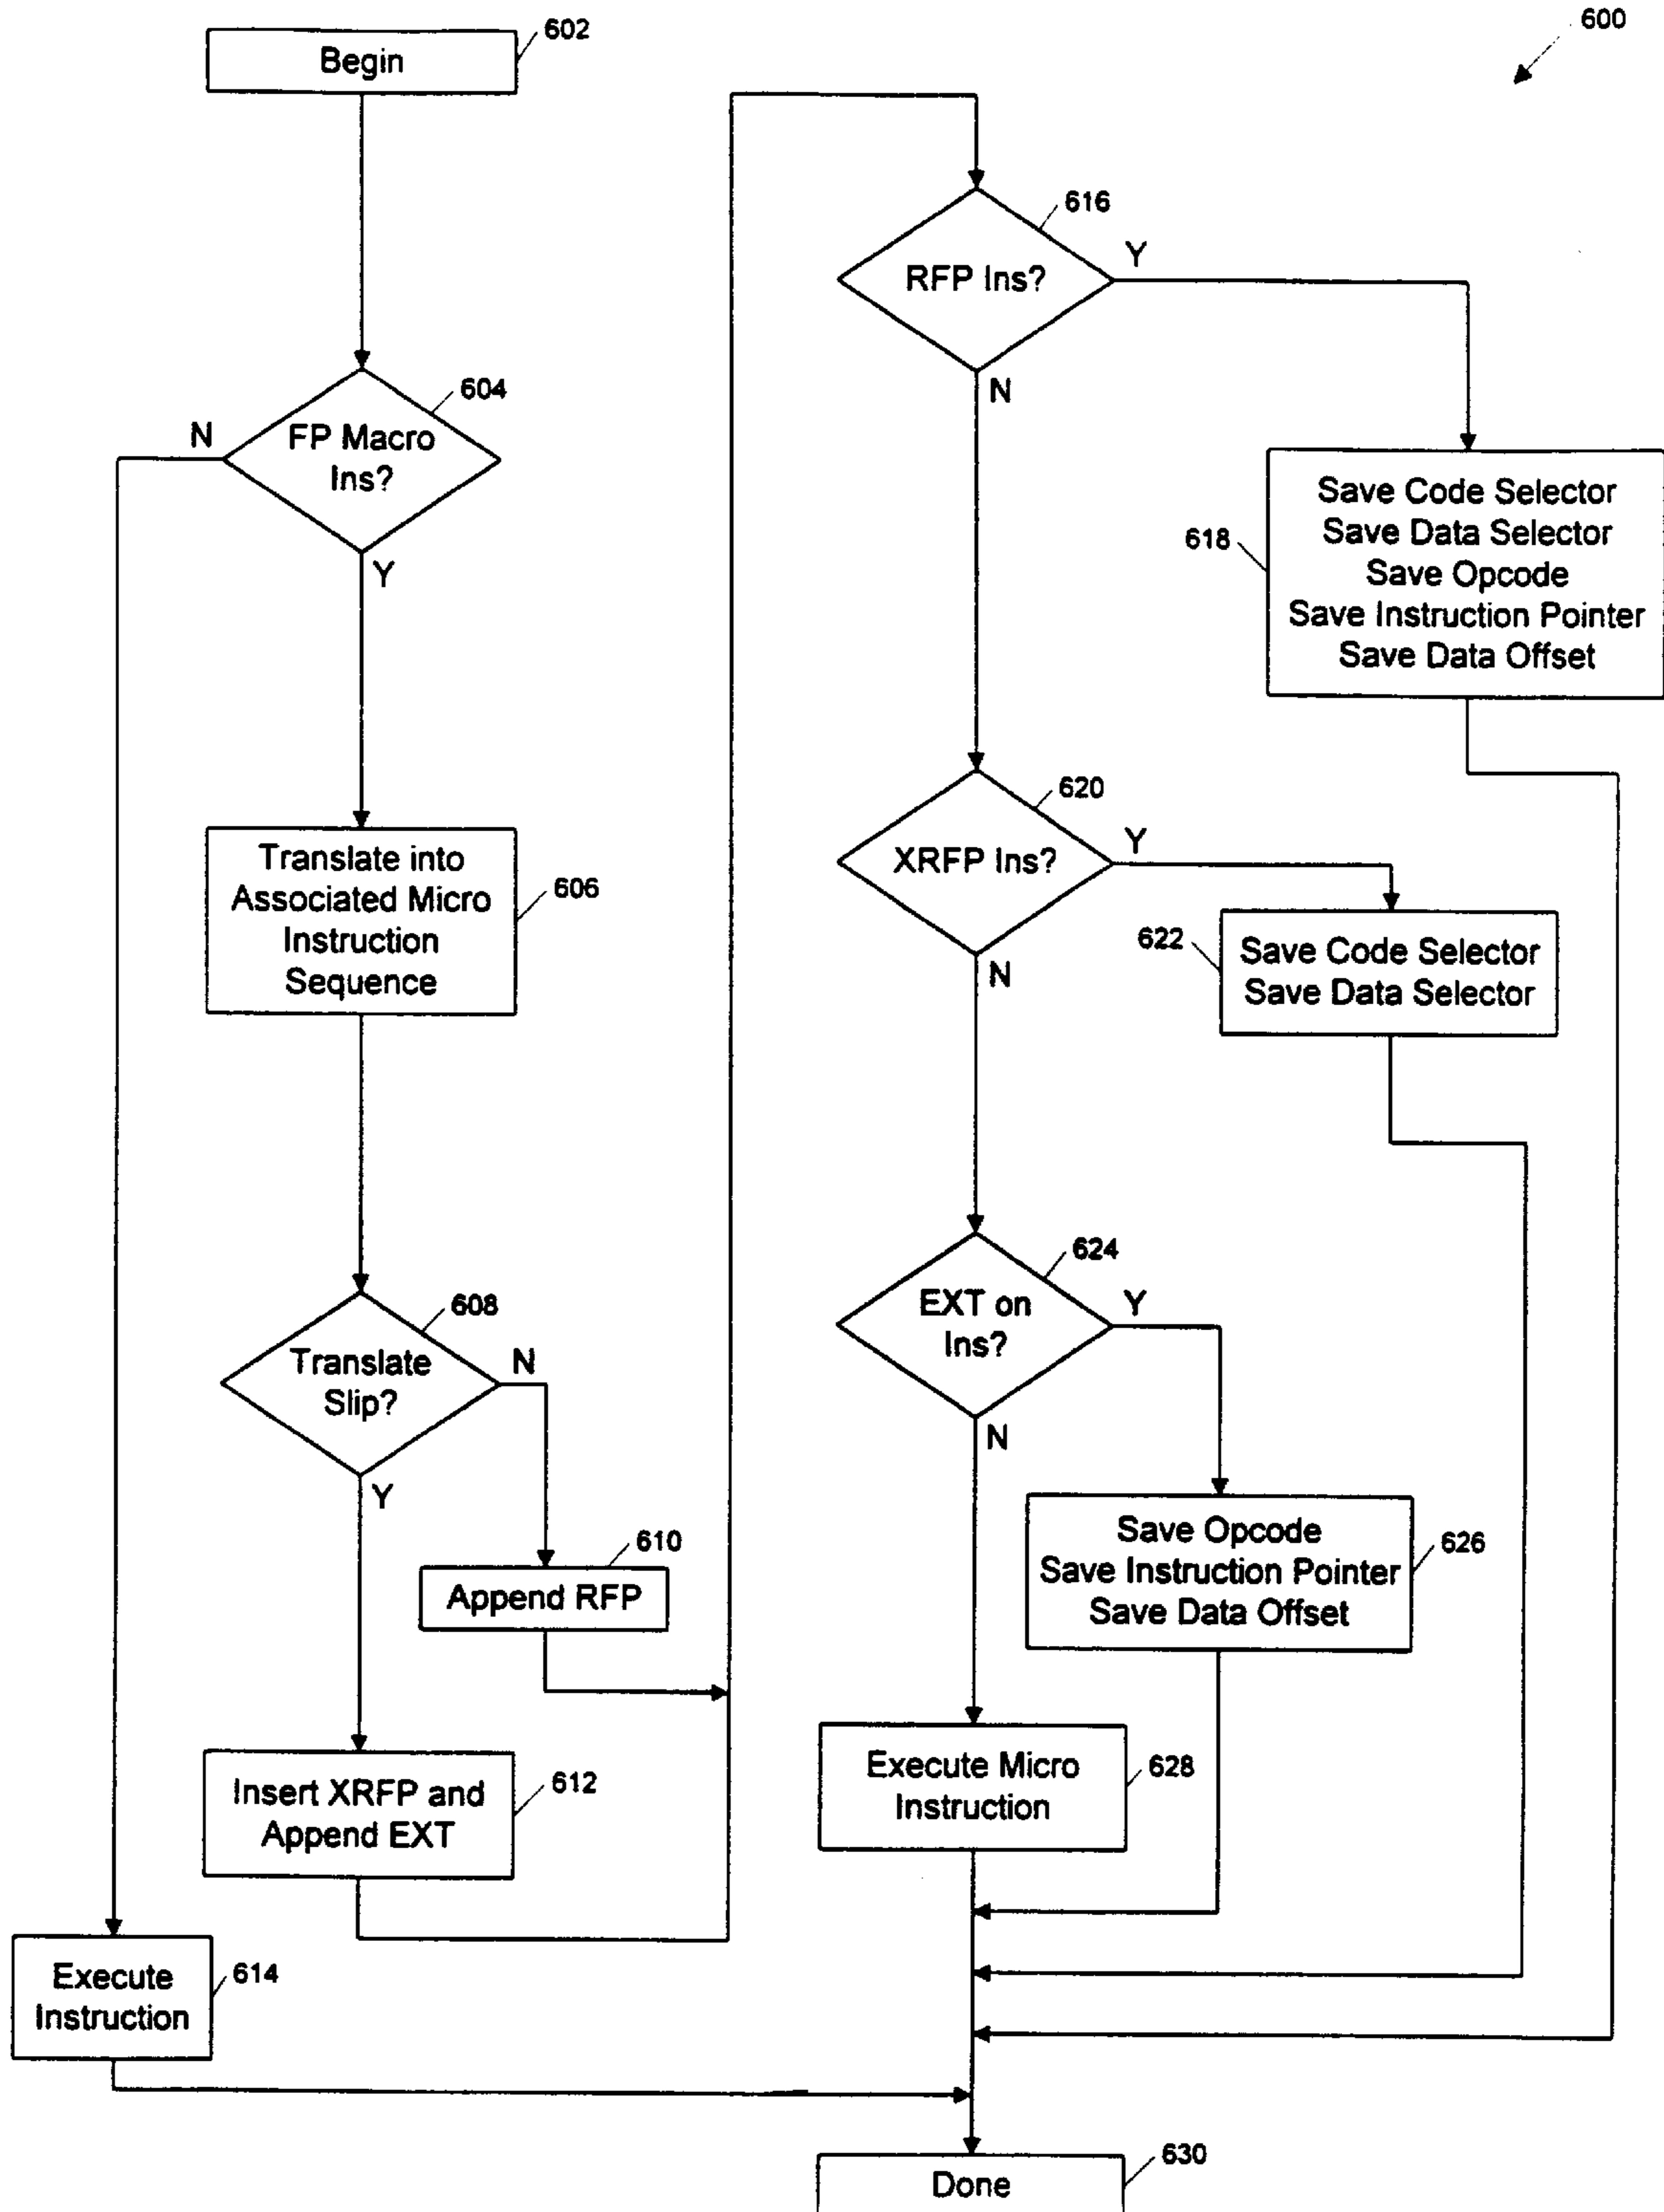 600
602
Begin
604
N
FP Macro
Ins?
Y
Translate into
Associated Micro
Instruction
Sequence
606
608
Translate
Slip?
N
Y
610
Append RFP
Insert XRFP and
Append EXT
612
Execute
Instruction
614
616
RFP Ins?
Y
N
618
Save Code Selector
Save Data Selector
Save Opcode
Save Instruction Pointer
Save Data Offset
620
XRFP Ins?
Y
N
622
Save Code Selector
Save Data Selector
624
EXT on
Ins?
Y
N
Save Opcode
Save Instruction Pointer
Save Data Offset
626
Execute Micro
Instruction
628
Done
630